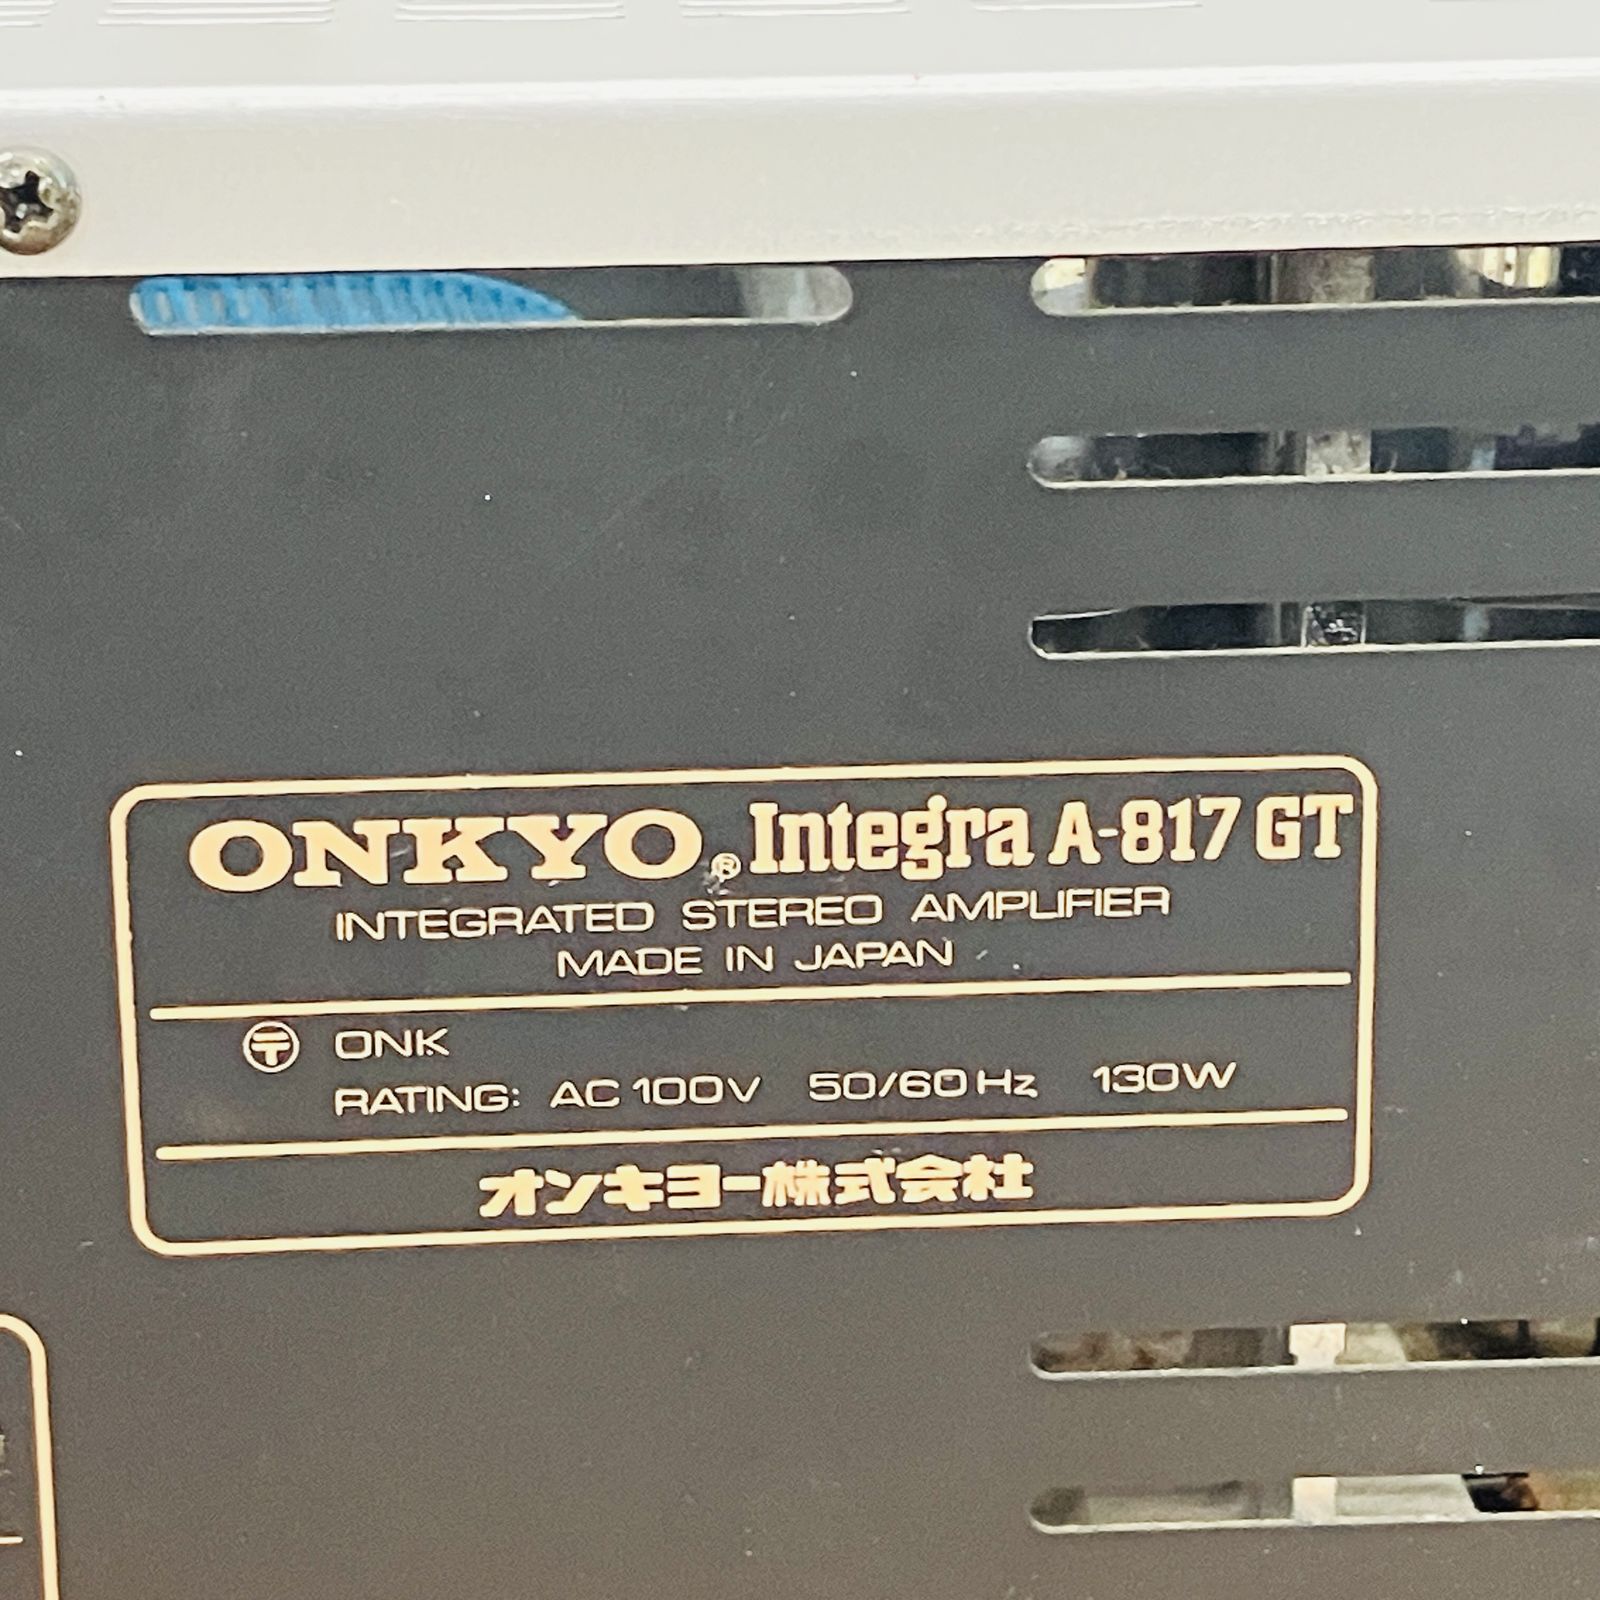 ONKYO® Integra A-817 GT
INTEGRATED STEREO AMPLIFIER
MADE IN JAPAN
〶 ONK
RATING: AC 100V 50/60 Hz 130W
オンキヨー株式会社